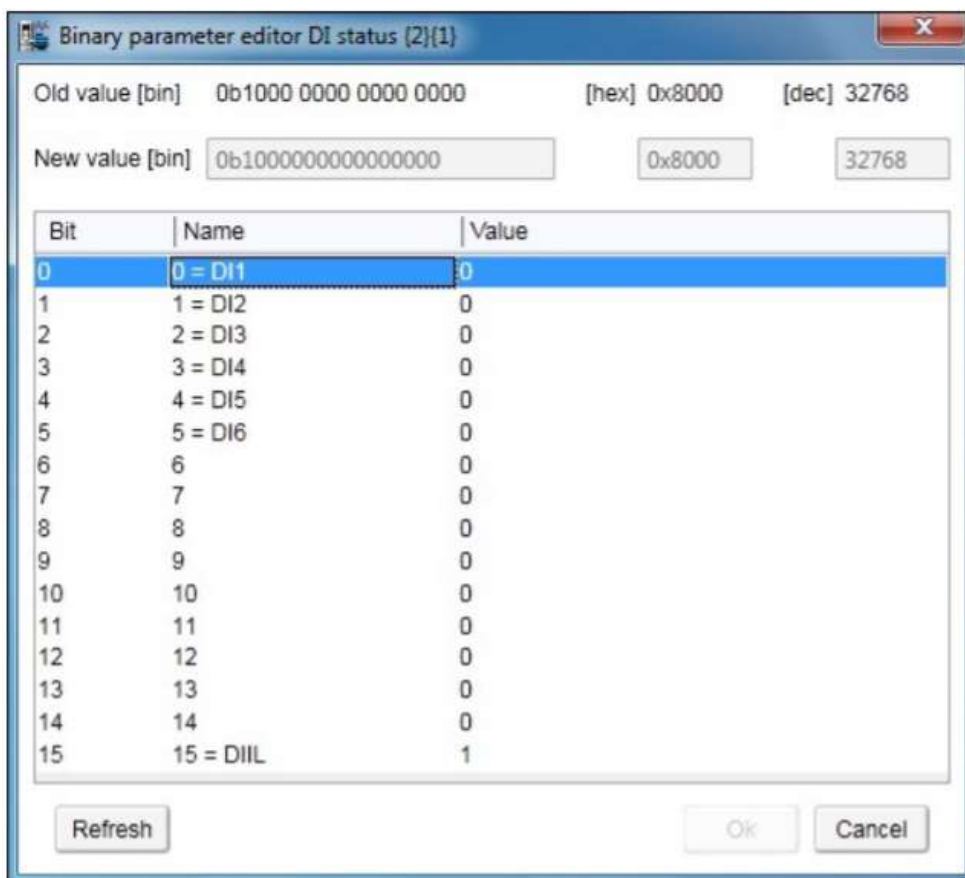 Binary parameter editor DI status {2}{1}
Old value [bin] 0b1000 0000 0000 0000 [hex] 0x8000 [dec] 32768
New value [bin] 0b1000000000000000 0x8000 32768
Bit Name Value
0 0 = DI1 0
1 1 = DI2 0
2 2 = DI3 0
3 3 = DI4 0
4 4 = DI5 0
5 5 = DI6 0
6 6 0
7 7 0
8 8 0
9 9 0
10 10 0
11 11 0
12 12 0
13 13 0
14 14 0
15 15 = DIIL 1
Refresh Ok Cancel